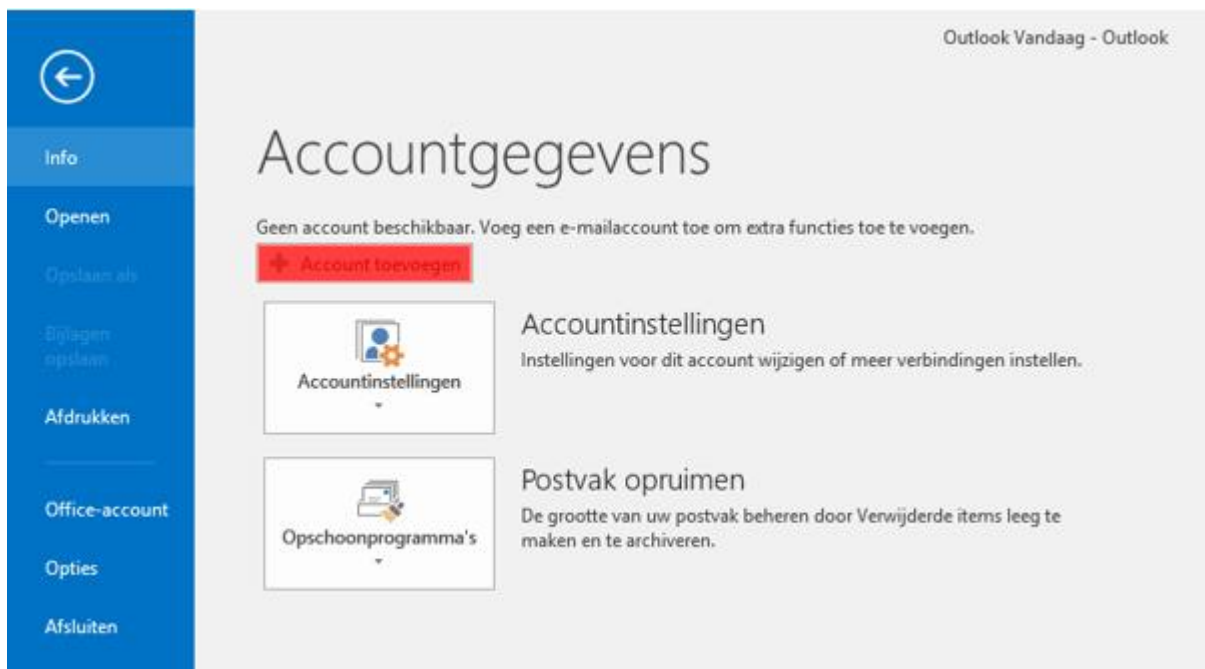 Outlook Vandaag - Outlook
Info
Openen
Opslaan als
Bijlagen
opslaan
Afdrukken
Office-account
Opties
Afsluiten
Accountgegevens
Geen account beschikbaar. Voeg een e-mailaccount toe om extra functies toe te voegen.
Account toevoegen
Accountinstellingen
Accountinstellingen
Instellingen voor dit account wijzigen of meer verbindingen instellen.
Opschoonprogramma's
Postvak opruimen
De grootte van uw postvak beheren door Verwijderde items leeg te
maken en te archiveren.